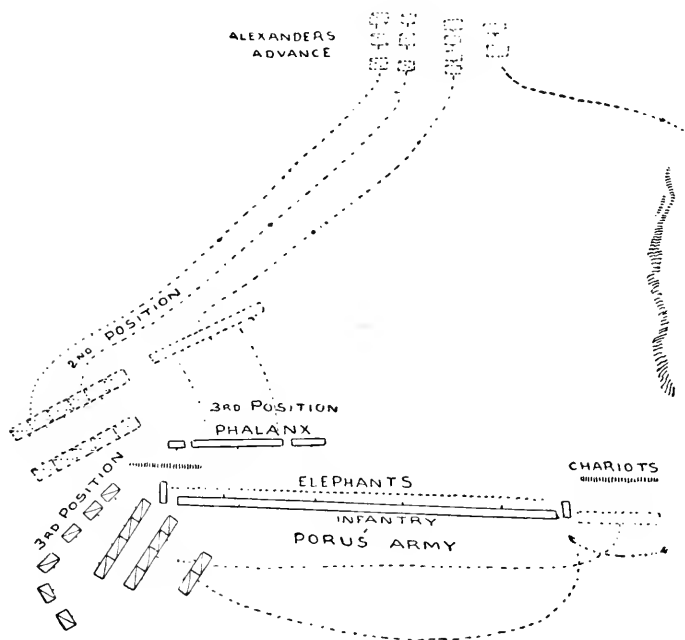 ALEXANDERS
ADVANCE
2ND POSITION
3RD POSITION
PHALANX
3RD POSITION
CHARIOTS
ELEPHANTS
INFANTRY
PORUS' ARMY